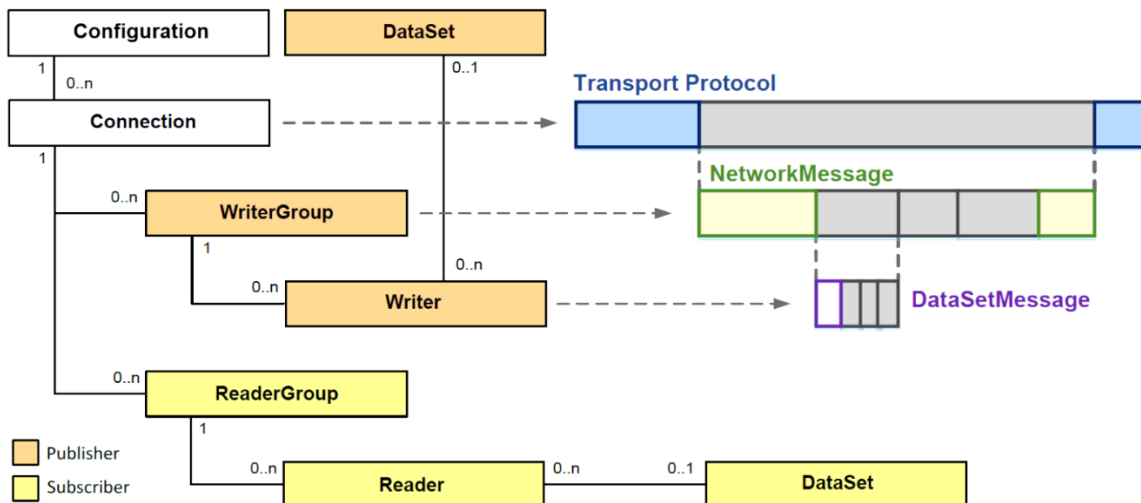 Configuration
DataSet
1
0..n
0..1
Transport Protocol
Connection
1
NetworkMessage
0..n
WriterGroup
1
0..n
0..n
Writer
DataSetMessage
0..n
ReaderGroup
1
Publisher
0..n
0..n
0..1
Subscriber
Reader
DataSet